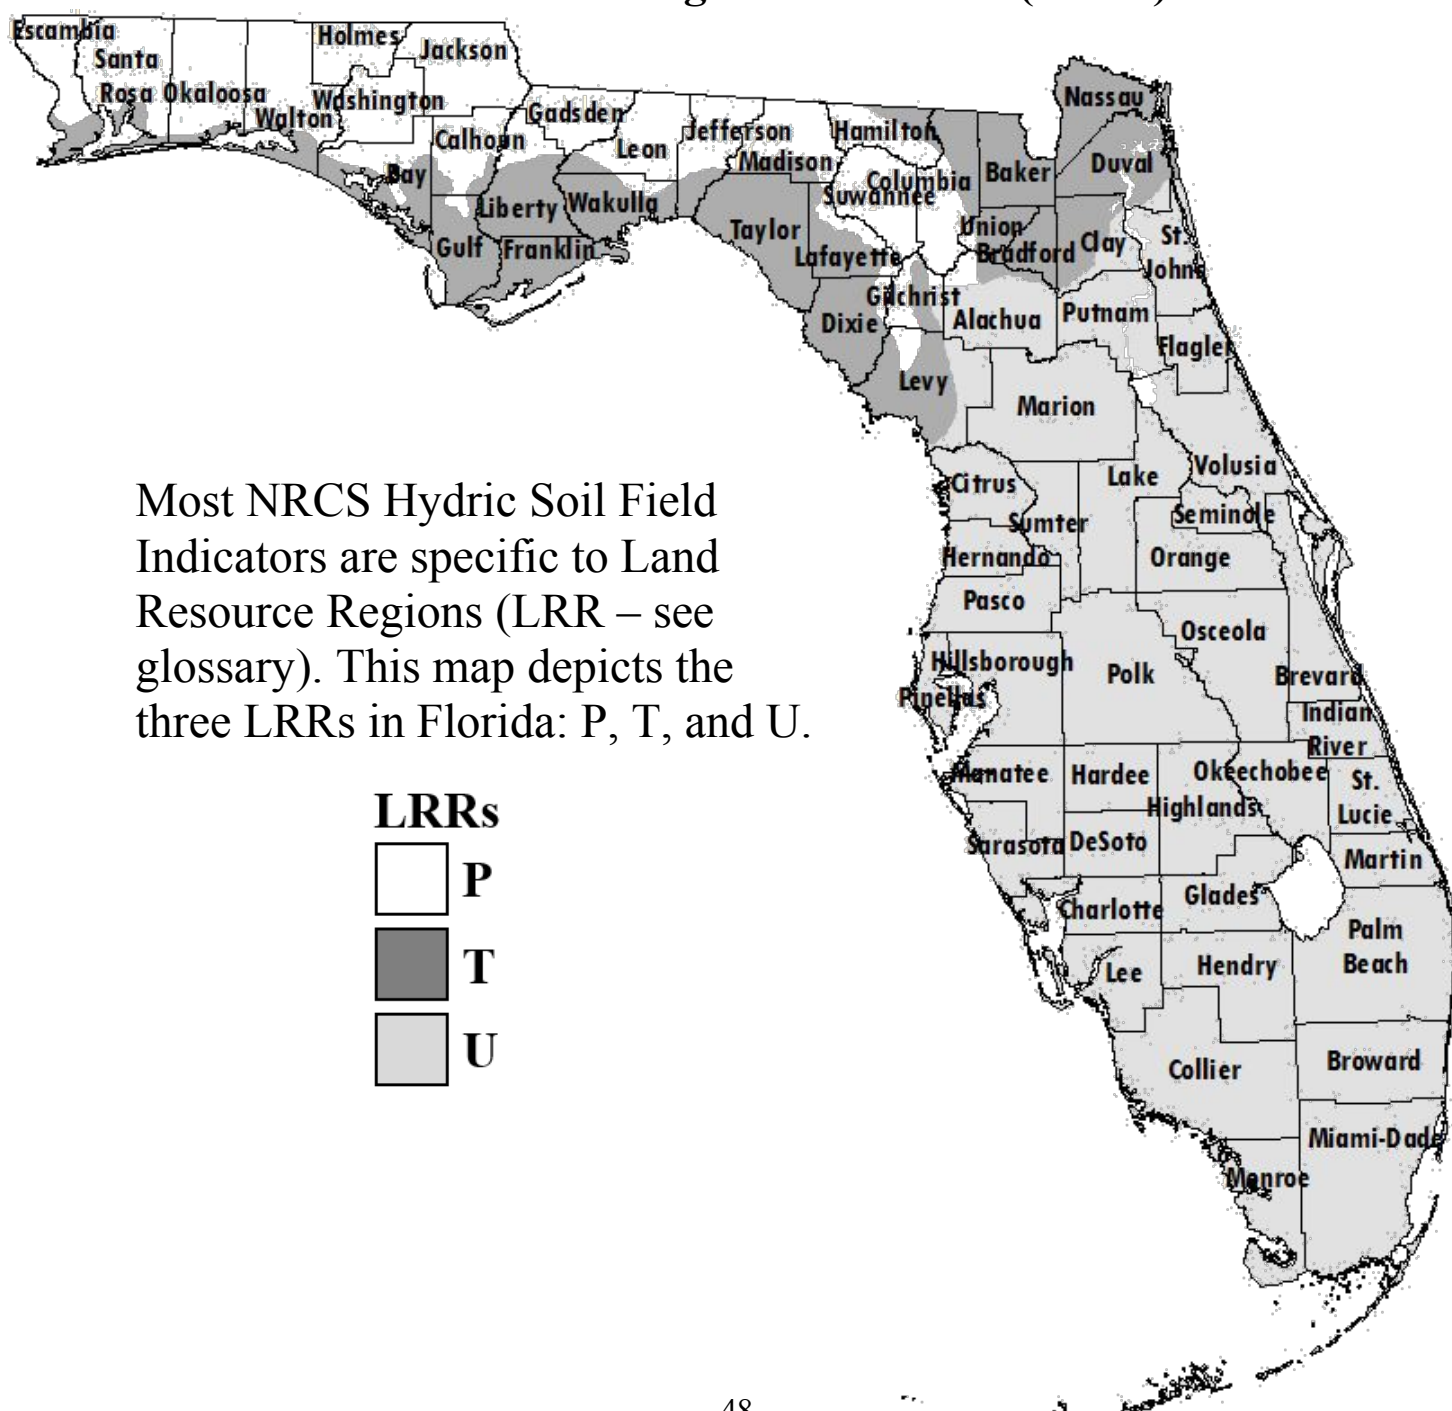 Escambia
Holmes
Jackson
Santa
Rosa
Okaloosa
Walton
Washington
Gadsden
Calhoun
Leon
Jefferson
Madison
Hamilton
Nassau
Baker
Duval
Bay
Liberty
Wakulla
Columbia
Suwannee
Taylor
Lafayette
Union
Bradford
Clay
St.
Johns
Gulf
Franklin
Gilchrist
Dixie
Alachua
Putnam
Flagler
Levy
Marion
Most NRCS Hydric Soil Field
Indicators are specific to Land
Resource Regions (LRR – see
glossary). This map depicts the
three LRRs in Florida: P, T, and U.
Citrus
Lake
Volusia
Sumter
Seminole
Hernando
Orange
Pasco
Osceola
Hillsborough
Polk
Brevard
Pinellas
Indian
River
Manatee
Hardee
Okeechobee
St.
Lucie
Highlands
Sarasota
DeSoto
Martin
Charlotte
Glades
Palm
Beach
Lee
Hendry
Collier
Broward
Miami-Dade
Monroe
LRRs
P
T
U
48